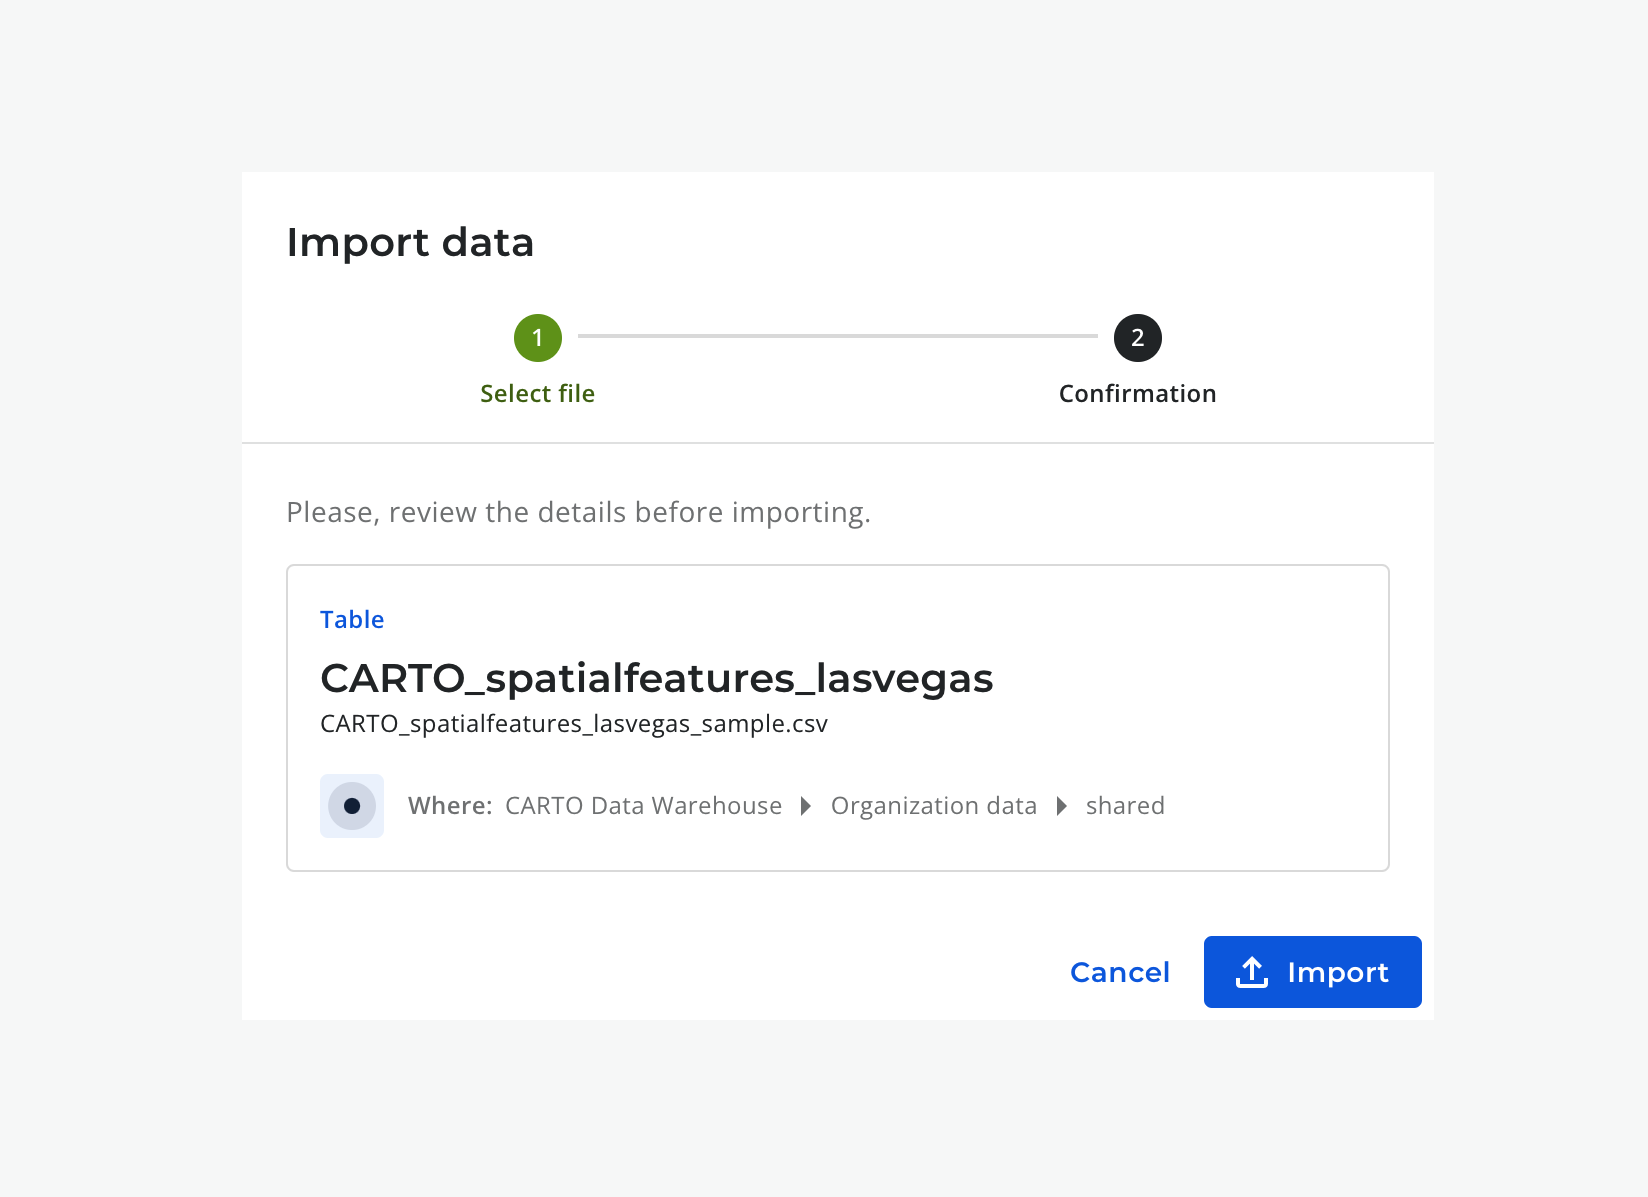 Import data
1
2
Select file
Confirmation
Please, review the details before importing.
Table
CARTO_spatialfeatures_lasvegas
CARTO_spatialfeatures_lasvegas_sample.csv
Where: CARTO Data Warehouse Organization data shared
Cancel
Import